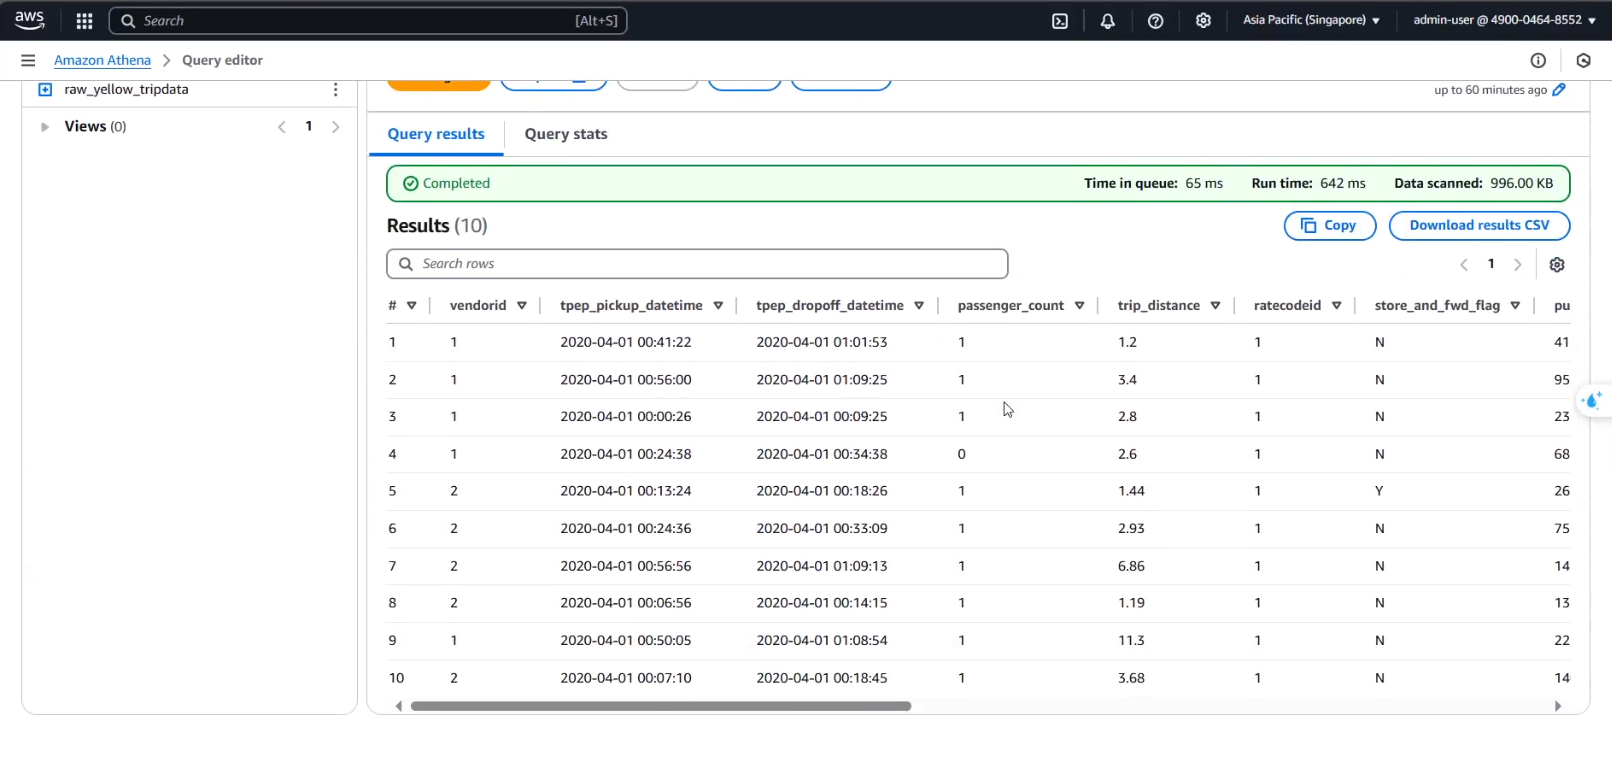 aws Search [Alt+S] Asia Pacific (Singapore) admin-user @ 4900-0464-8552
Amazon Athena Query editor
raw_yellow_tripdata
Views (0) 1
up to 60 minutes ago
Query results Query stats
Completed Time in queue: 65 ms Run time: 642 ms Data scanned: 996.00 KB
Results (10) Copy Download results CSV
Search rows 1
# vendorid tpep_pickup_datetime tpep_dropoff_datetime passenger_count trip_distance ratecodeid store_and_fwd_flag pu
1 1 2020-04-01 00:41:22 2020-04-01 01:01:53 1 1.2 1 N 41
2 1 2020-04-01 00:56:00 2020-04-01 01:09:25 1 3.4 1 N 95
3 1 2020-04-01 00:00:26 2020-04-01 00:09:25 1 2.8 1 N 23
4 1 2020-04-01 00:24:38 2020-04-01 00:34:38 0 2.6 1 N 68
5 2 2020-04-01 00:13:24 2020-04-01 00:18:26 1 1.44 1 Y 26
6 2 2020-04-01 00:24:36 2020-04-01 00:33:09 1 2.93 1 N 75
7 2 2020-04-01 00:56:56 2020-04-01 01:09:13 1 6.86 1 N 14
8 2 2020-04-01 00:06:56 2020-04-01 00:14:15 1 1.19 1 N 13
9 1 2020-04-01 00:50:05 2020-04-01 01:08:54 1 11.3 1 N 22
10 2 2020-04-01 00:07:10 2020-04-01 00:18:45 1 3.68 1 N 14